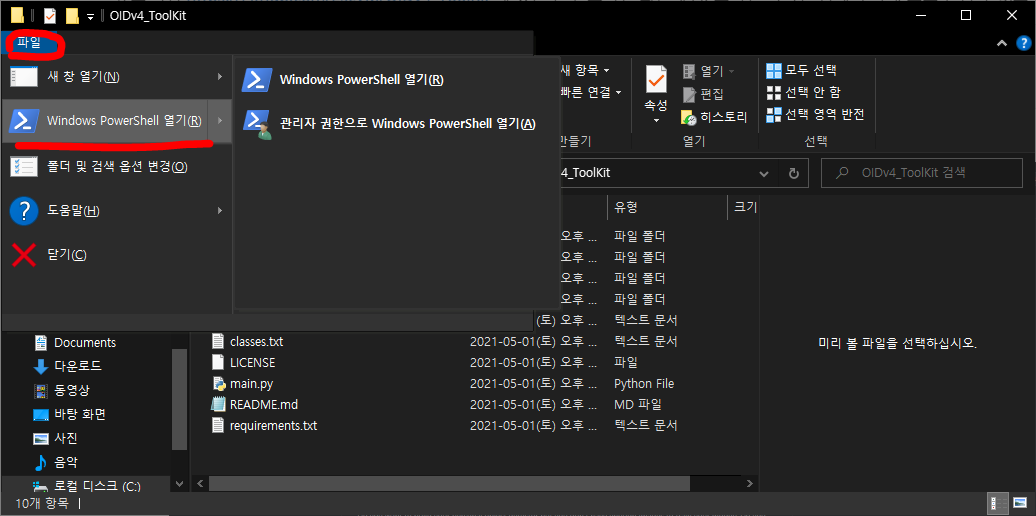 OIDv4_ToolKit
파일
새 창 열기(N)
Windows PowerShell 열기(R)
폴더 및 검색 옵션 변경(O)
도움말(H)
닫기(C)
Windows PowerShell 열기(R)
관리자 권한으로 Windows PowerShell 열기(A)
새 항목
빠른 연결
만들기
속성
열기
편집
히스토리
열기
모두 선택
선택 안 함
선택 영역 반전
선택
4_ToolKit
OIDv4_ToolKit 검색
유형
크기
오후 ...
파일 폴더
오후 ...
파일 폴더
오후 ...
파일 폴더
오후 ...
파일 폴더
(토) 오후 ...
텍스트 문서
classes.txt
2021-05-01(토) 오후 ...
텍스트 문서
LICENSE
2021-05-01(토) 오후 ...
파일
main.py
2021-05-01(토) 오후 ...
Python File
README.md
2021-05-01(토) 오후 ...
MD 파일
requirements.txt
2021-05-01(토) 오후 ...
텍스트 문서
Documents
다운로드
동영상
바탕 화면
사진
음악
로컬 디스크 (C:)
미리 볼 파일을 선택하십시오.
10개 항목